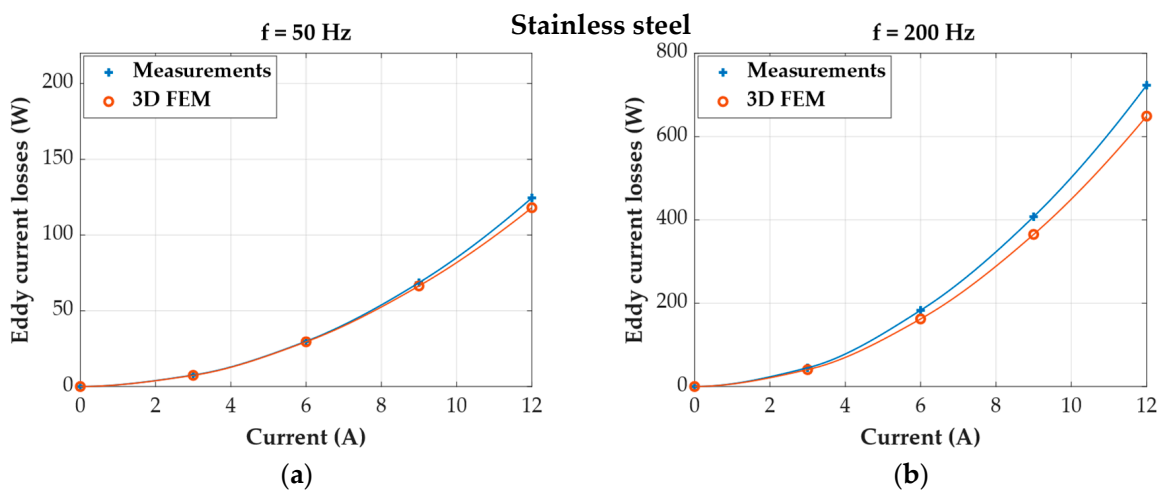 Stainless steel
f = 50 Hz
Measurements
3D FEM
Eddy current losses (W)
200
150
100
50
0
0 2 4 6 8 10 12
Current (A)
(a)
f = 200 Hz
Measurements
3D FEM
Eddy current losses (W)
800
600
400
200
0
0 2 4 6 8 10 12
Current (A)
(b)